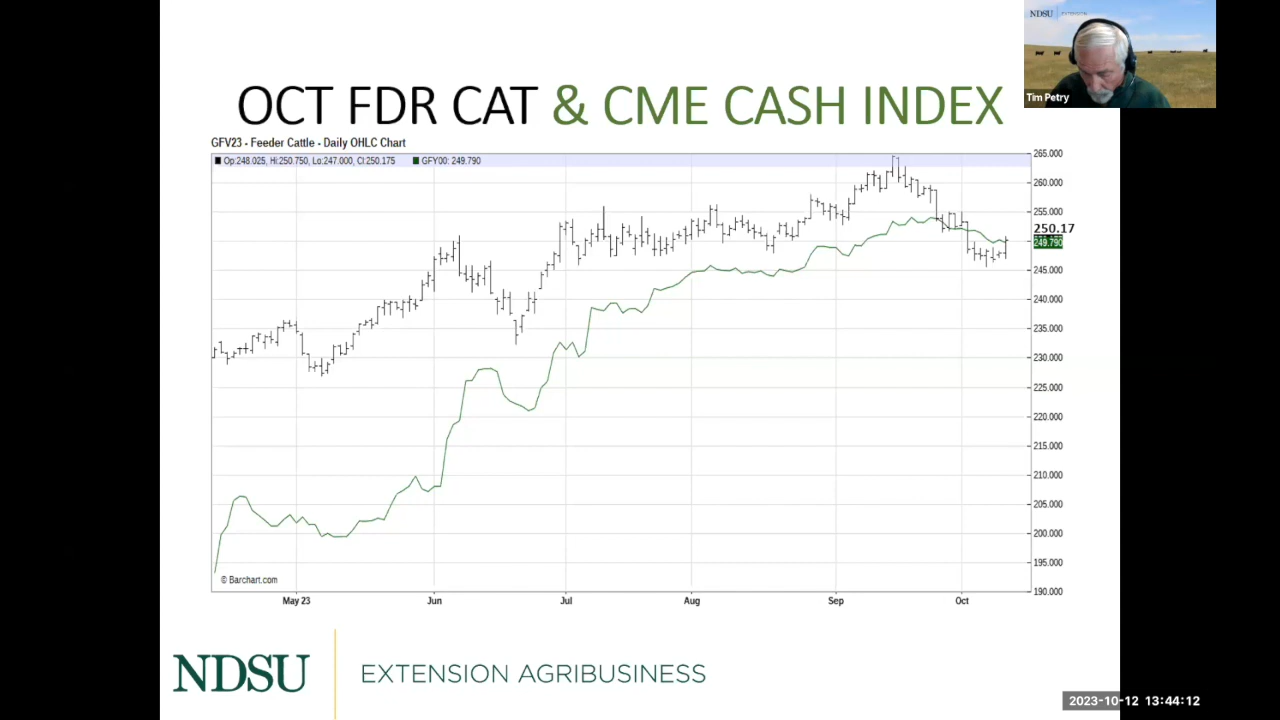 NDSU EXTENSION
Tim Petry
OCT FDR CAT & CME CASH INDEX
GFV23 - Feeder Cattle - Daily OHLC Chart
Op:248.025, Hi:250.750, Lo:247.000, Cl:250.175 GFY00: 249.790
265.000
260.000
255.000
250.17
249.790
245.000
240.000
235.000
230.000
225.000
220.000
215.000
210.000
205.000
200.000
195.000
190.000
© Barchart.com
May 23 Jun Jul Aug Sep Oct
NDSU EXTENSION AGRIBUSINESS
2023-10-12 13:44:12